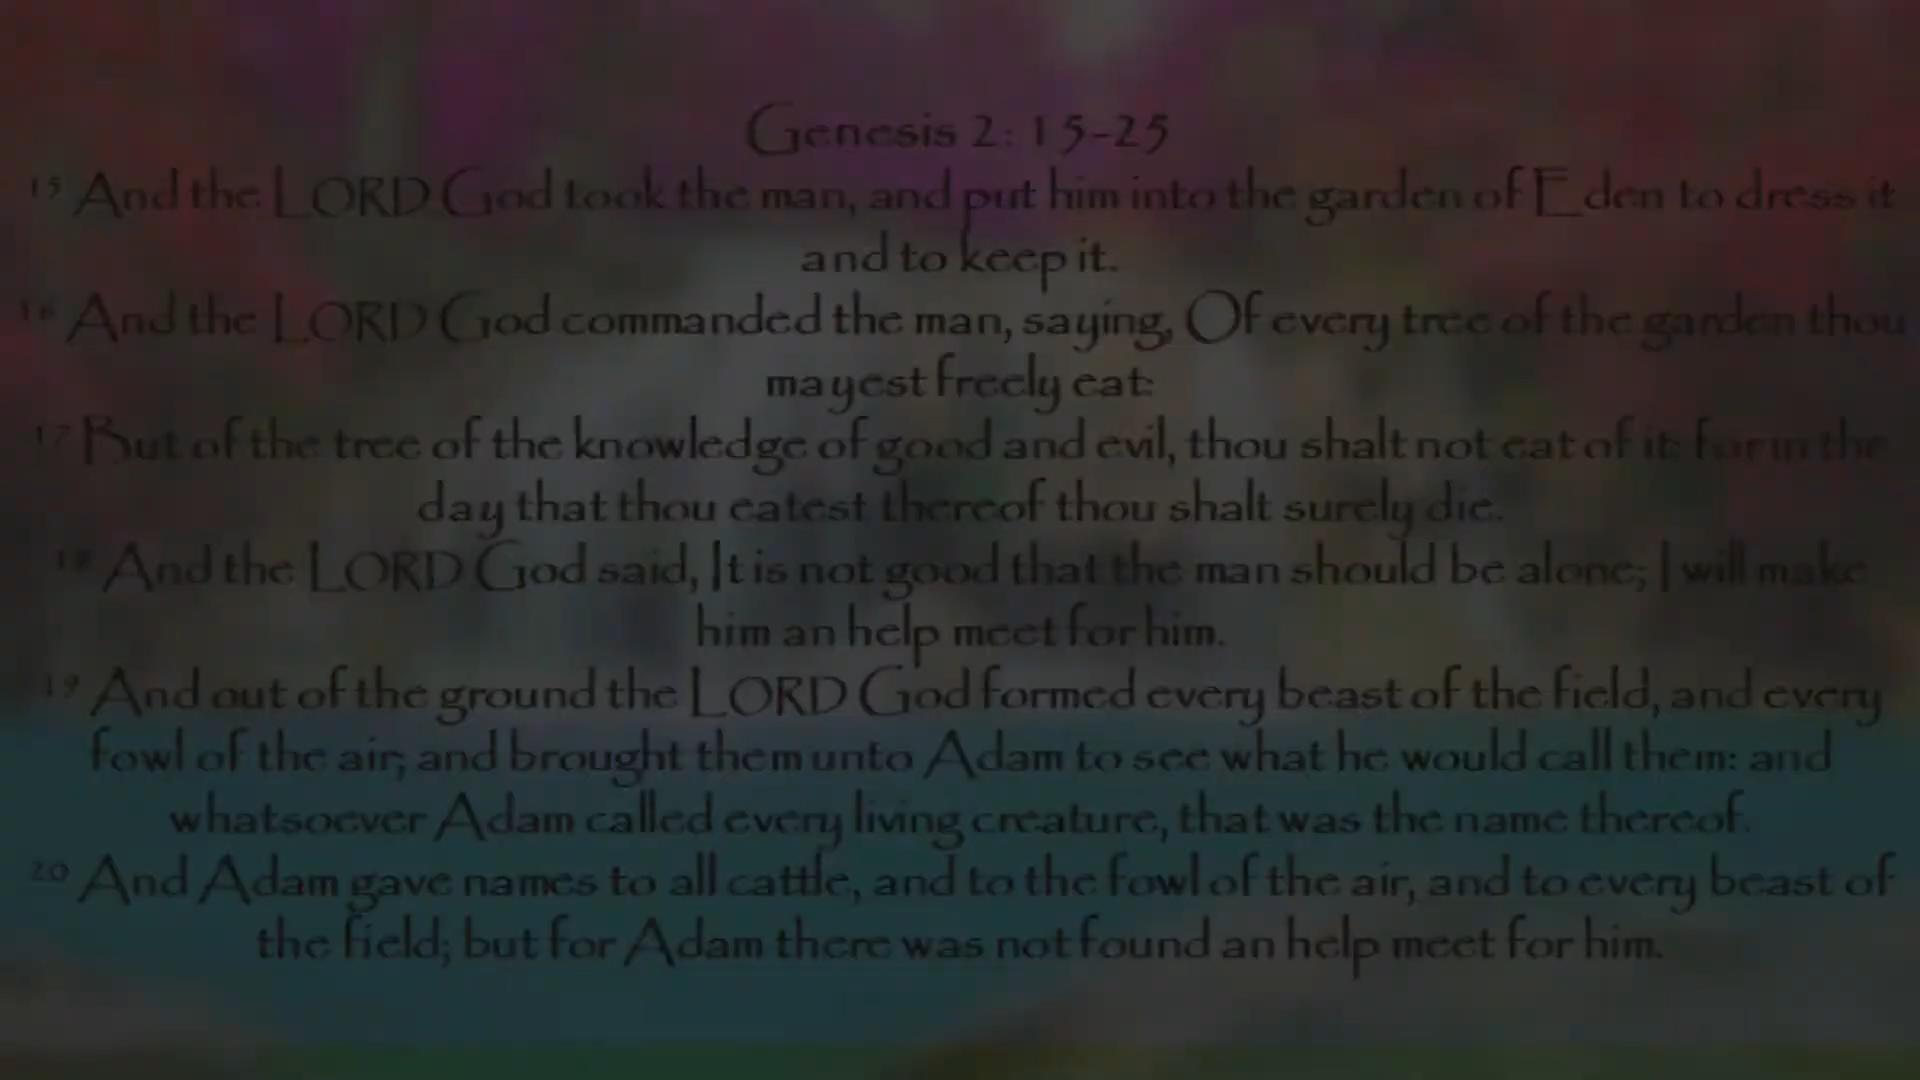 Genesis 2: 15-25
15 And the LORD God took the man, and put him into the garden of Eden to dress it
and to keep it.
16 And the LORD God commanded the man, saying, Of every tree of the garden thou
mayest freely eat:
17 But of the tree of the knowledge of good and evil, thou shalt not eat of it: for in the
day that thou eatest thereof thou shalt surely die.
18 And the LORD God said, It is not good that the man should be alone; I will make
him an help meet for him.
19 And out of the ground the LORD God formed every beast of the field, and every
fowl of the air; and brought them unto Adam to see what he would call them: and
whatsoever Adam called every living creature, that was the name thereof.
20 And Adam gave names to all cattle, and to the fowl of the air, and to every beast of
the field; but for Adam there was not found an help meet for him.